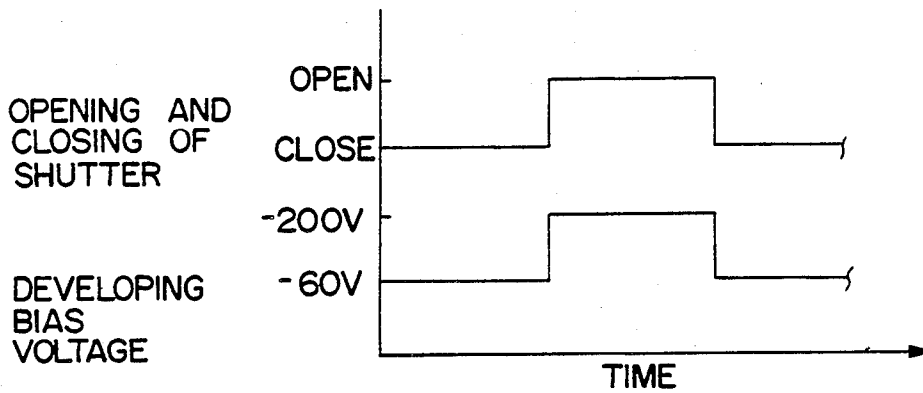 OPEN
OPENING AND
CLOSING OF
SHUTTER
CLOSE
-200V
-60V
DEVELOPING
BIAS
VOLTAGE
TIME